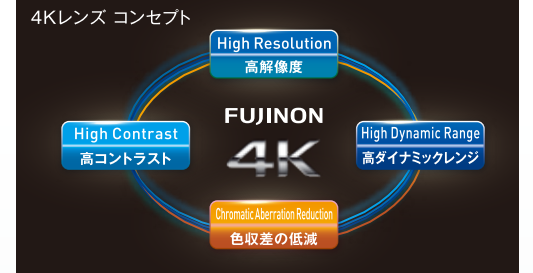 4Kレンズ コンセプト
High Resolution
高解像度
FUJINON
4K
High Contrast
高コントラスト
High Dynamic Range
高ダイナミックレンジ
Chromatic Aberration Reduction
色収差の低減